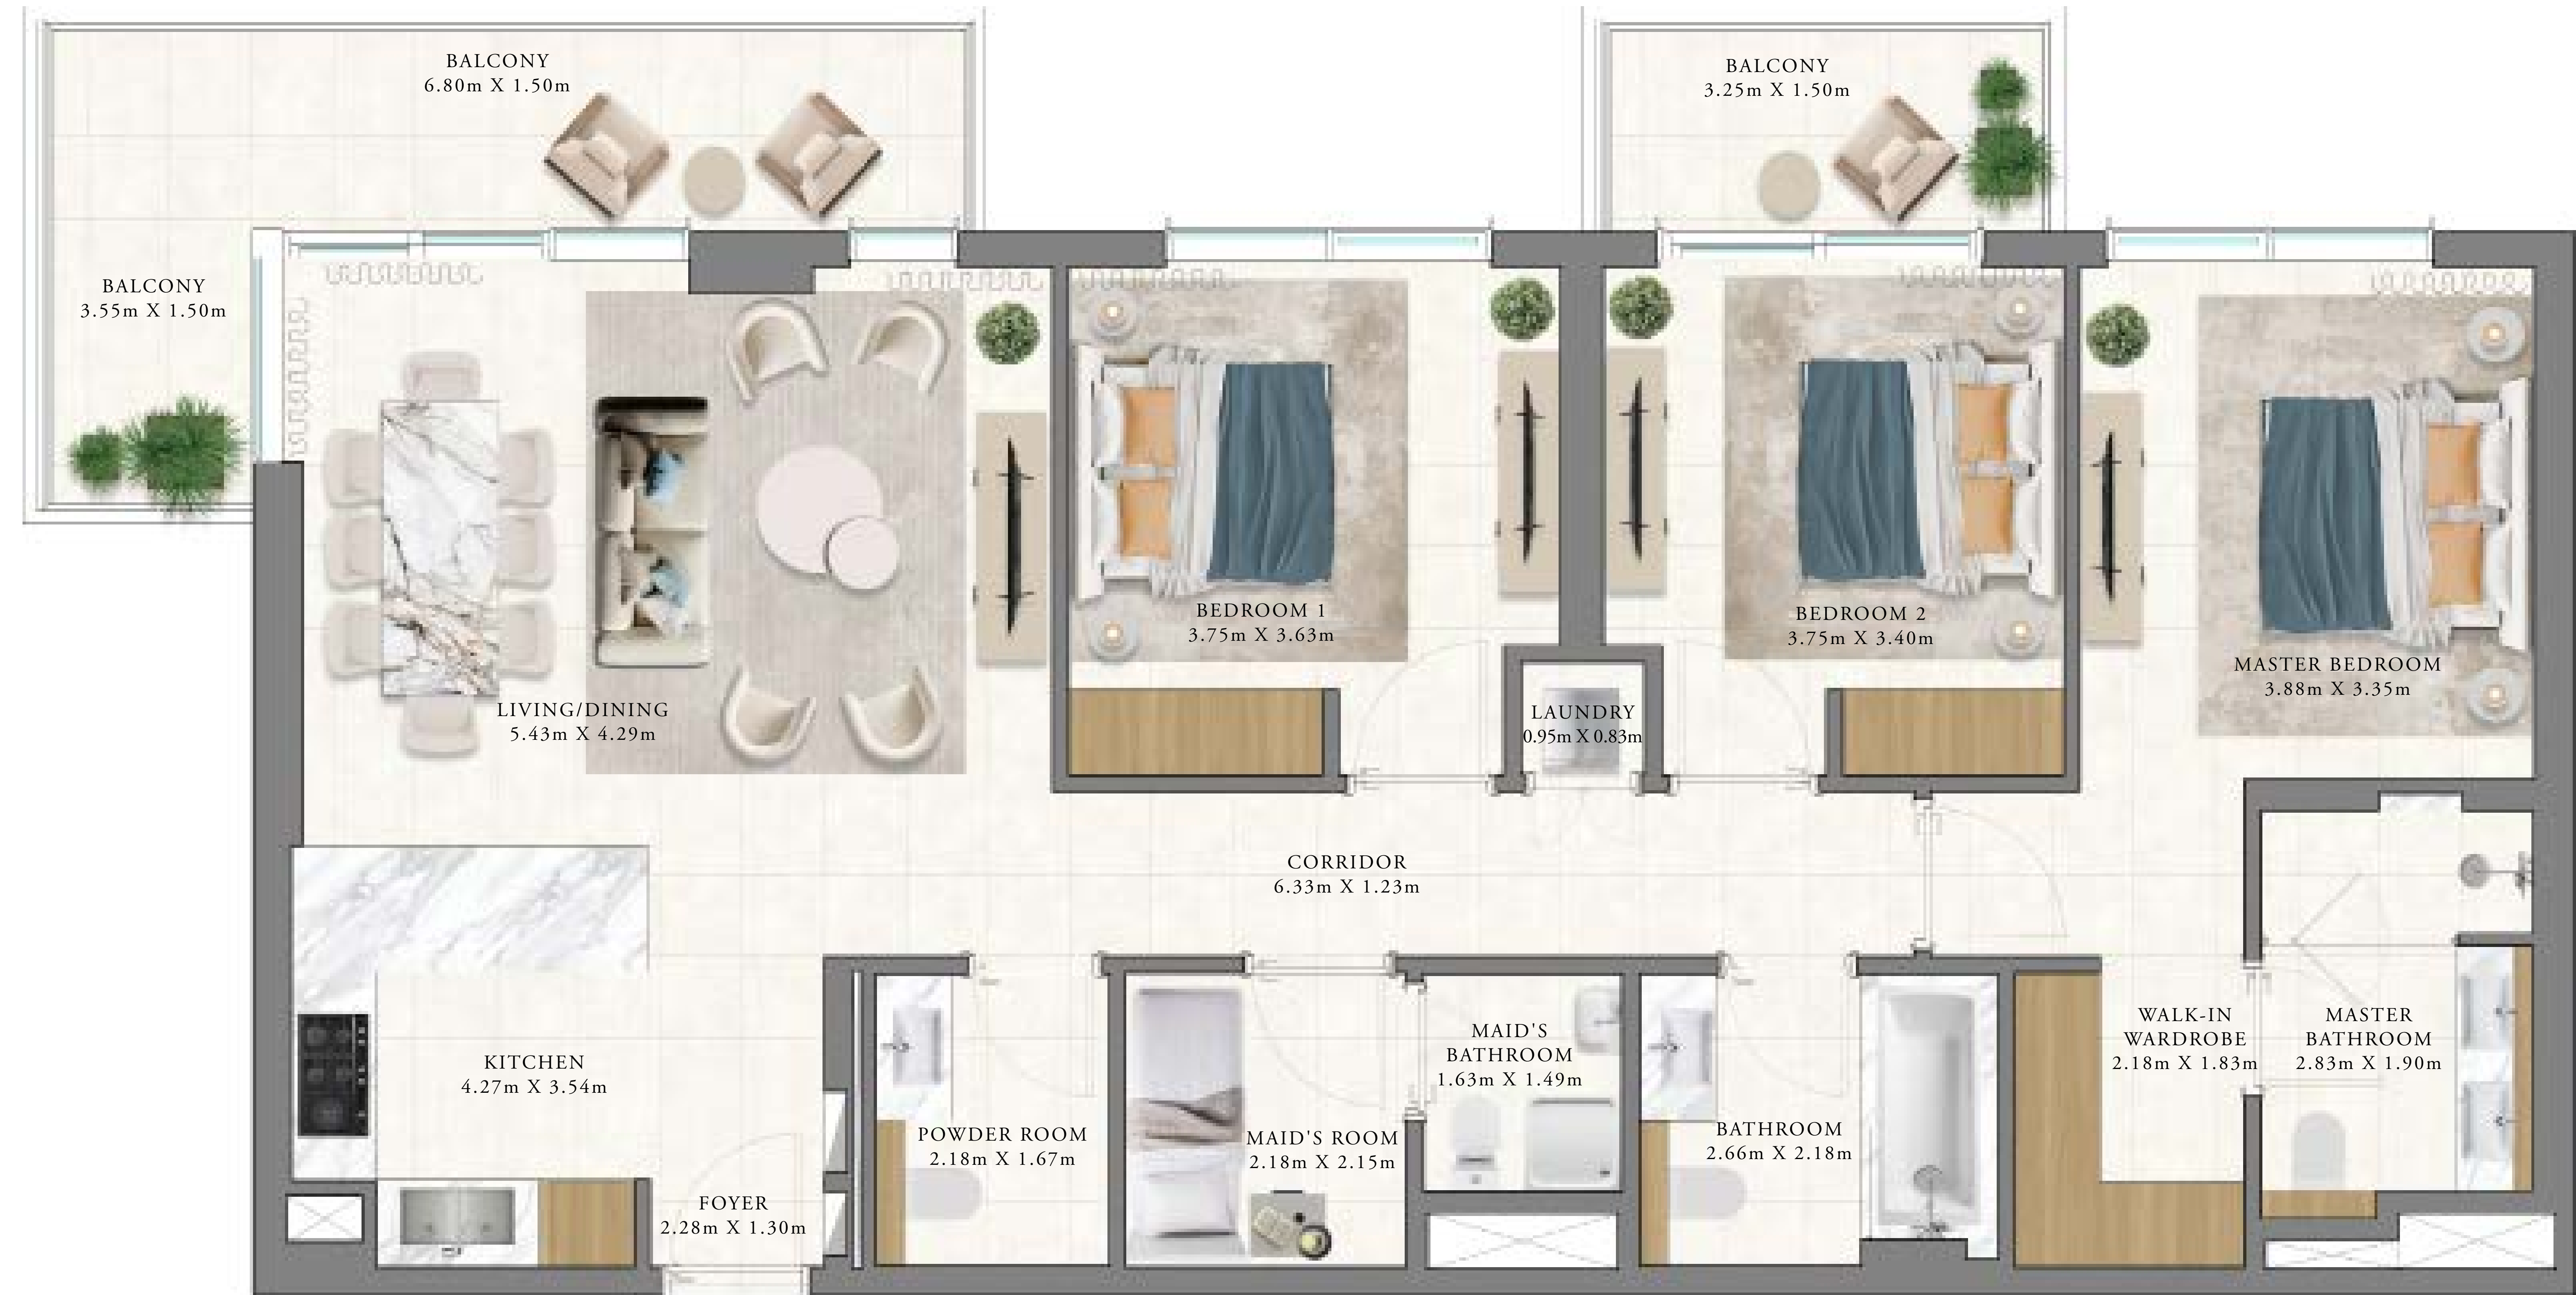 BALCONY
6.80m X 1.50m
BALCONY
3.25m X 1.50m
BALCONY
3.55m X 1.50m
BEDROOM 1
3.75m X 3.63m
BEDROOM 2
3.75m X 3.40m
MASTER BEDROOM
3.88m X 3.35m
LIVING/DINING
5.43m X 4.29m
LAUNDRY
0.95m X 0.83m
CORRIDOR
6.33m X 1.23m
KITCHEN
4.27m X 3.54m
FOYER
2.28m X 1.30m
POWDER ROOM
2.18m X 1.67m
MAID'S ROOM
2.18m X 2.15m
MAID'S
BATHROOM
1.63m X 1.49m
BATHROOM
2.66m X 2.18m
WALK-IN
WARDROBE
2.18m X 1.83m
MASTER
BATHROOM
2.83m X 1.90m